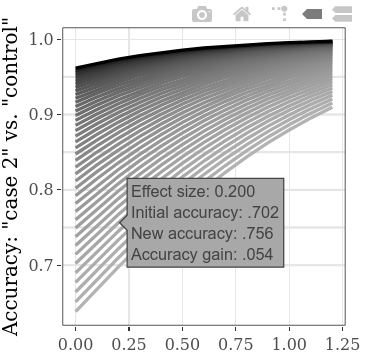 Accuracy: "case 2" vs. "control"
1.0
0.9
0.8
0.7
Effect size: 0.200
Initial accuracy: .702
New accuracy: .756
Accuracy gain: .054
0.00 0.25 0.50 0.75 1.00 1.25